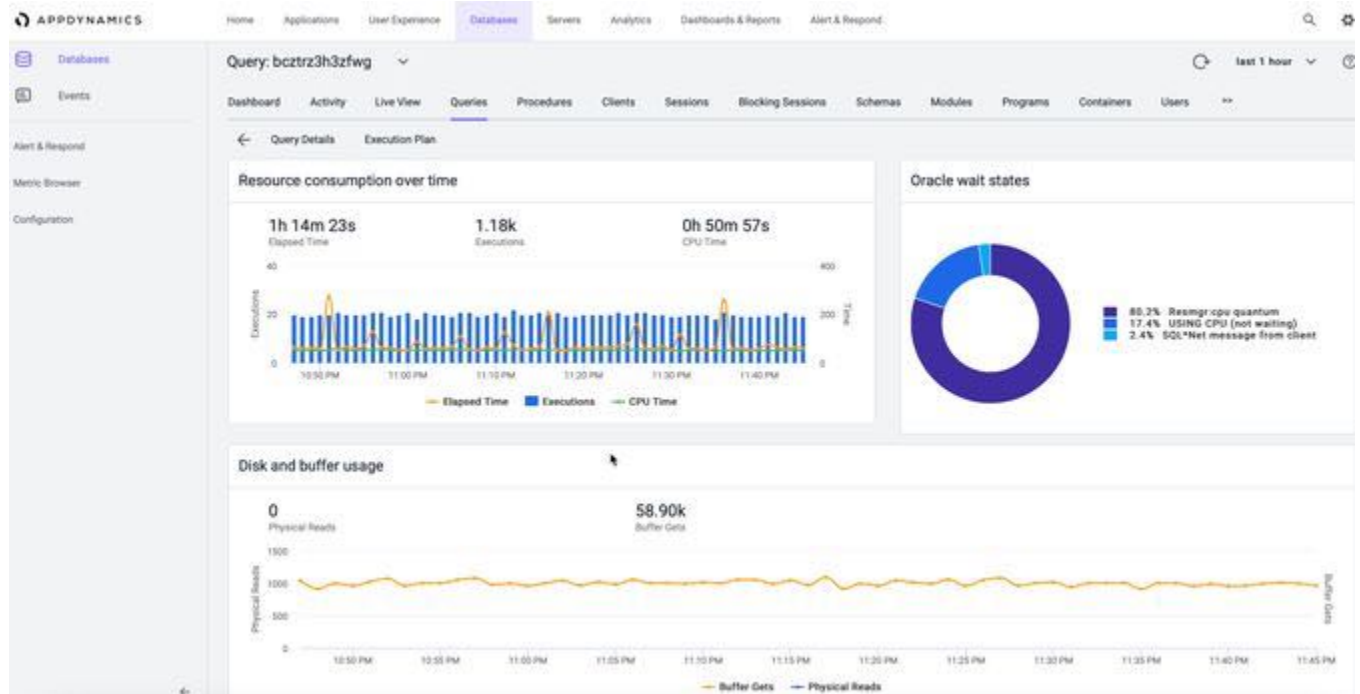 APPDYNAMICS
Home Applications User Experience Databases Servers Analytics Dashboards & Reports Alert & Respond
Databases
Events
Alert & Respond
Metric Browser
Configuration
Query: bcztrz3h3zfwg
last 1 hour
Dashboard Activity Live View Queries Procedures Clients Sessions Blocking Sessions Schemas Modules Programs Containers Users >>
Query Details Execution Plan
Resource consumption over time
1h 14m 23s 1.18k 0h 50m 57s
Elapsed Time Executions CPU Time
40 400
20 200
0 0
Executions
Time
10:50 PM 11:00 PM 11:10 PM 11:20 PM 11:30 PM 11:40 PM
Elapsed Time Executions CPU Time
Oracle wait states
80.2% Resmgr:cpu quantum
17.4% USING CPU (not waiting)
2.4% SQL*Net message from client
Disk and buffer usage
0 58.90k
Physical Reads Buffer Gets
1500
1000
500
0
Physical Reads
Buffer Gets
10:50 PM 10:55 PM 11:00 PM 11:05 PM 11:10 PM 11:15 PM 11:20 PM 11:25 PM 11:30 PM 11:35 PM 11:40 PM 11:45 PM
Buffer Gets Physical Reads